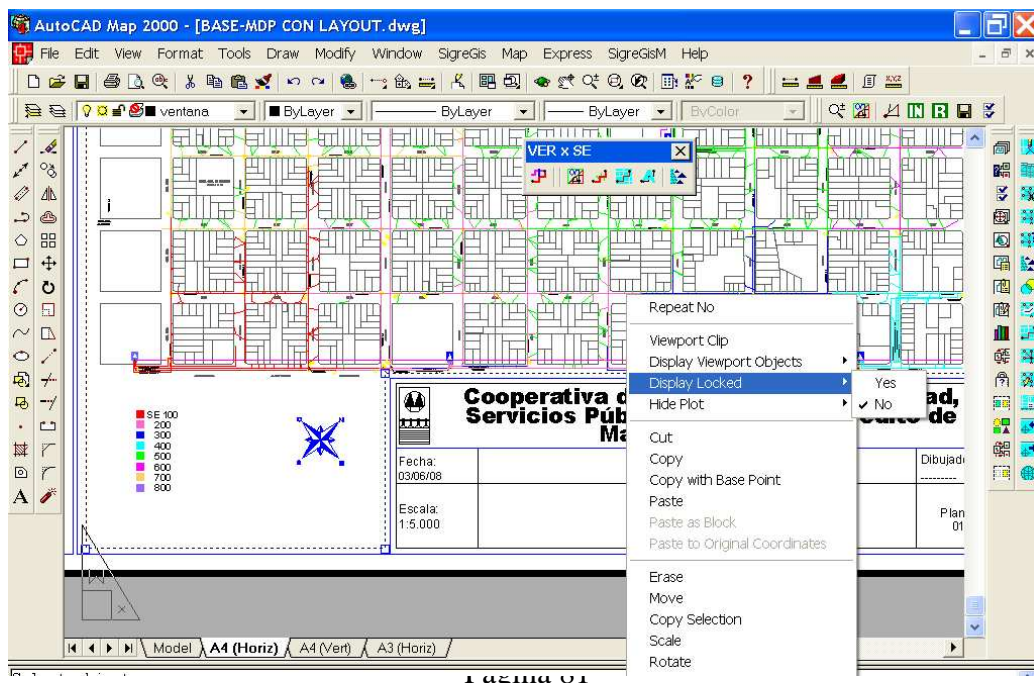 AutoCAD Map 2000 - [BASE-MDP CON LAYOUT.dwg]
File Edit View Format Tools Draw Modify Window SigreGis Map Express SigreGisM Help
ventana ByLayer ByLayer ByLayer ByColor
VER x SE
Repeat No
Viewport Clip
Display Viewport Objects
Display Locked
Yes
Hide Plot
No
Cut
Copy
Copy with Base Point
Paste
Paste as Block
Paste to Original Coordinates
Erase
Move
Copy Selection
Scale
Rotate
SE 100
200
300
400
500
600
700
800
Cooperativa d ad,
Servicios Púb de
Ma
Fecha:
03/06/08
Dibujad
---------
Escala:
1:5.000
Plan
01
Model A4 (Horiz) A4 (Vert) A3 (Horiz)